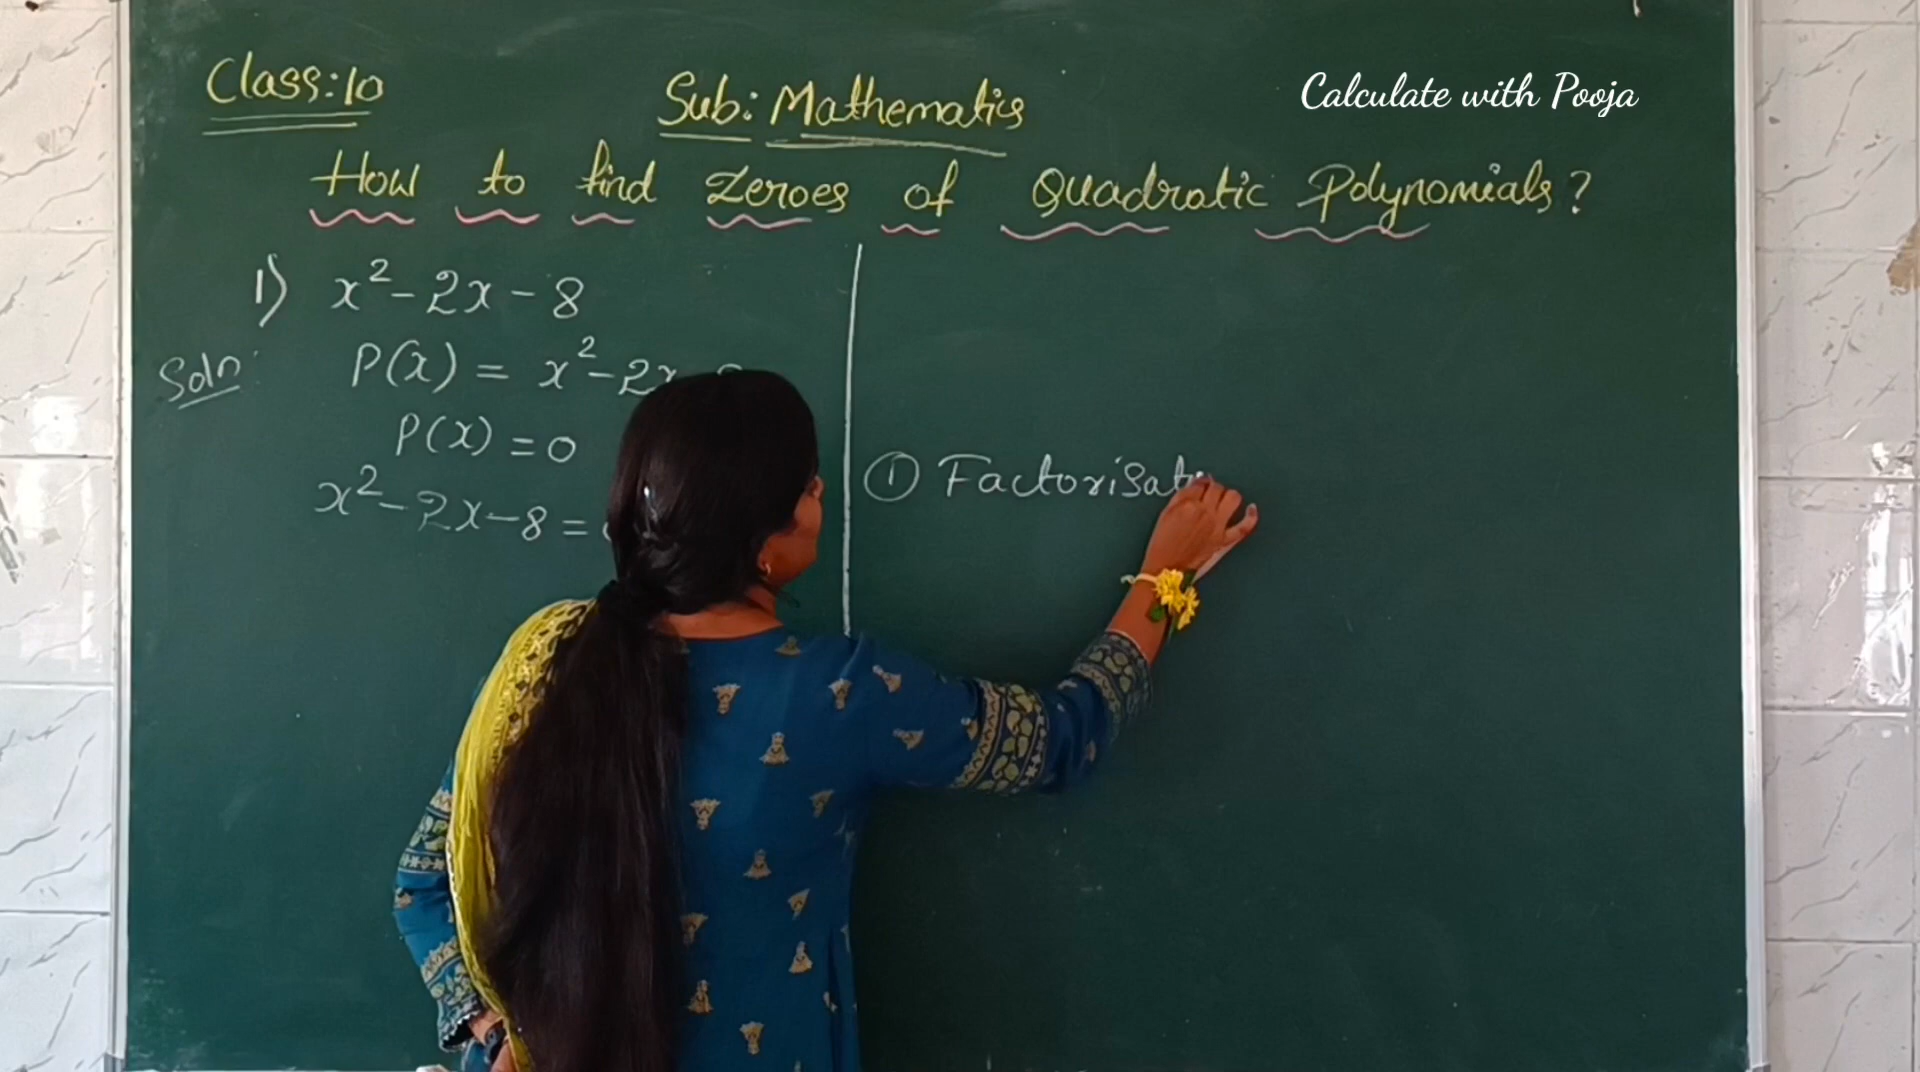 Class:10
Sub: Mathematics
Calculate with Pooja
How to find zeroes of Quadratic Polynomials?
1) x² - 2x - 8
Soln:
P(x) = x² - 2x
P(x) = 0
x² - 2x - 8 =
① Factorisat